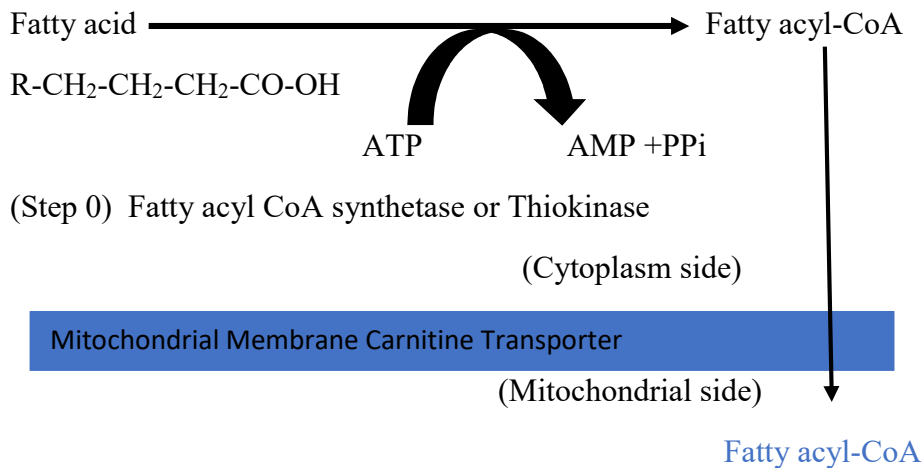 Fatty acid Fatty acyl-CoA
R-CH₂-CH₂-CH₂-CO-OH
ATP AMP +PPi
(Step 0) Fatty acyl CoA synthetase or Thiokinase
(Cytoplasm side)
Mitochondrial Membrane Carnitine Transporter
(Mitochondrial side)
Fatty acyl-CoA